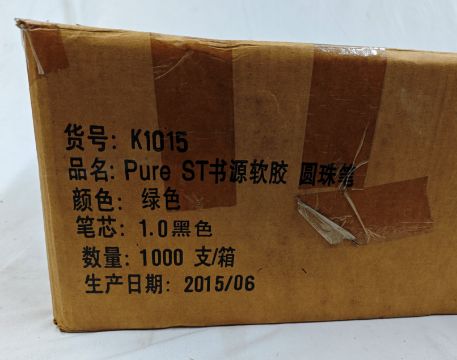 货号: K1015
品名: Pure ST书源软胶 圆珠笔
颜色: 绿色
笔芯: 1.0黑色
数量: 1000 支/箱
生产日期: 2015/06